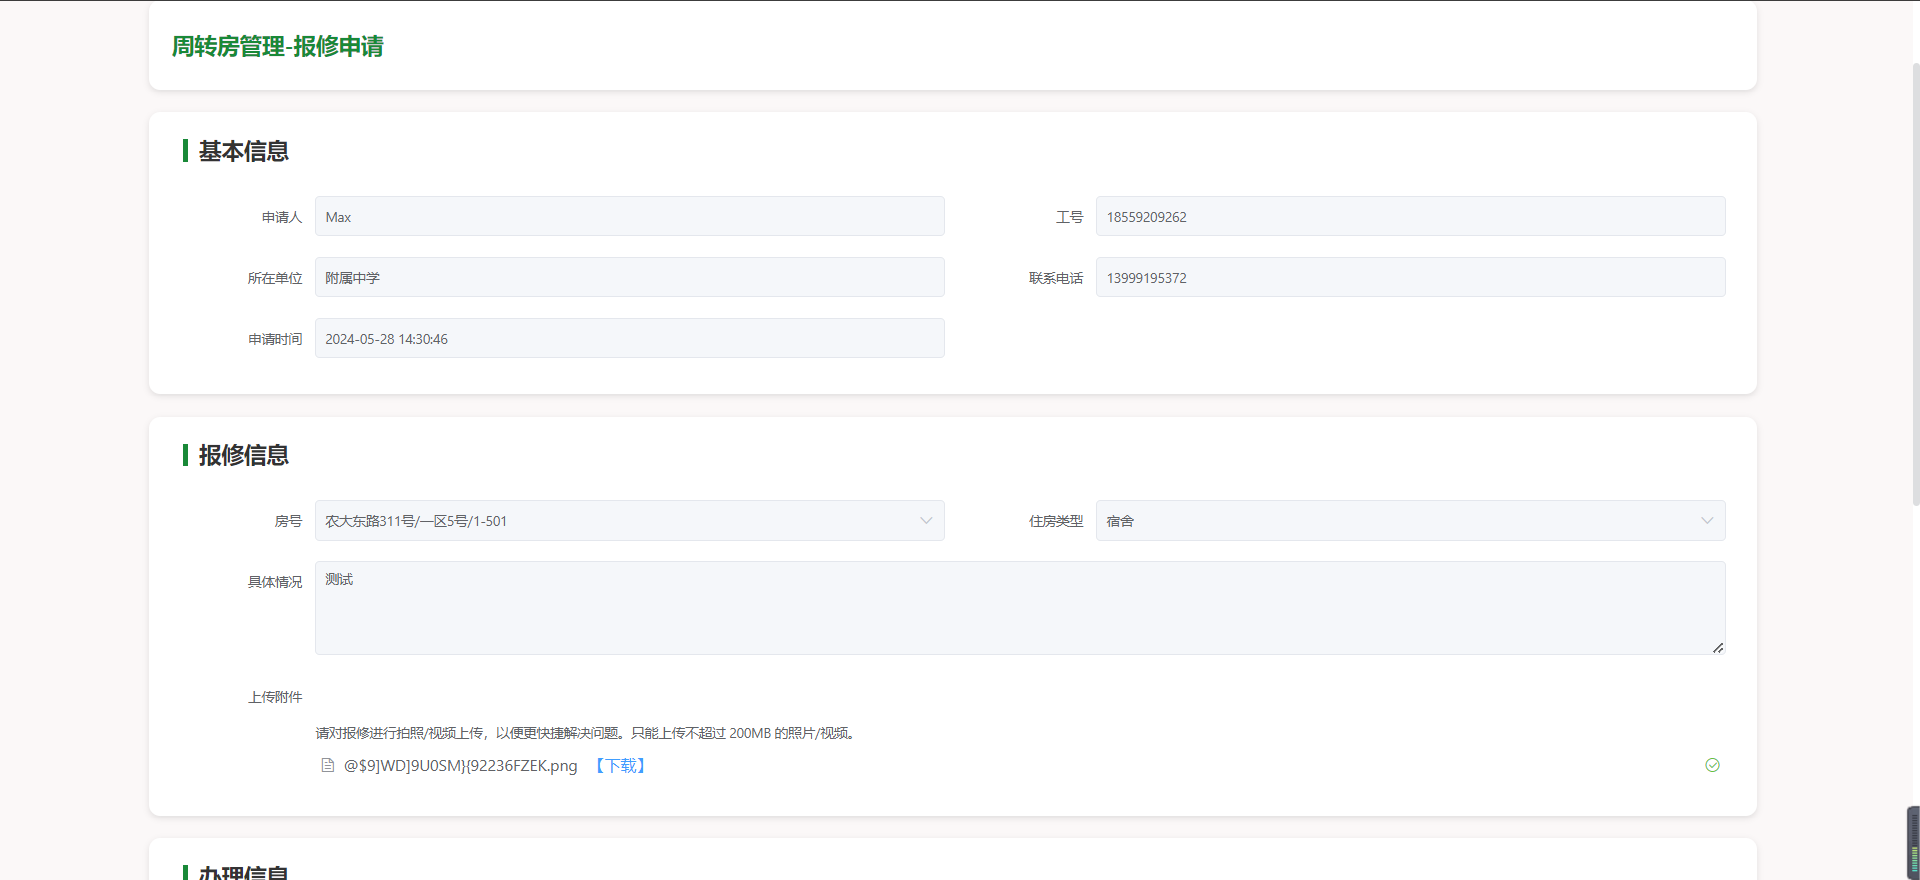 周转房管理-报修申请
基本信息
申请人 Max 工号 18559209262
所在单位 附属中学 联系电话 13999195372
申请时间 2024-05-28 14:30:46
报修信息
房号 农大东路311号/一区5号/1-501 住房类型 宿舍
具体情况 测试
上传附件
请对报修进行拍照/视频上传，以便更快捷解决问题。只能上传不超过 200MB 的照片/视频。
@$9]WD]9U0SM}{92236FZEK.png 【下载】
办理信息